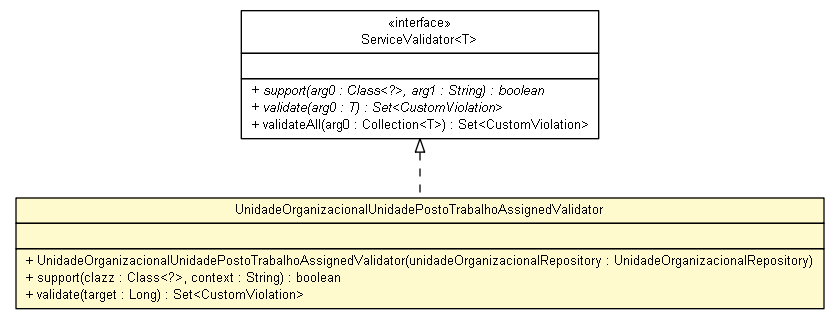 «interface»
ServiceValidator<T>
+ support(arg0 : Class<?>, arg1 : String) : boolean
+ validate(arg0 : T) : Set<CustomViolation>
+ validateAll(arg0 : Collection<T>) : Set<CustomViolation>
UnidadeOrganizacionalUnidadePostoTrabalhoAssignedValidator
+ UnidadeOrganizacionalUnidadePostoTrabalhoAssignedValidator(unidadeOrganizacionalRepository : UnidadeOrganizacionalRepository)
+ support(clazz : Class<?>, context : String) : boolean
+ validate(target : Long) : Set<CustomViolation>